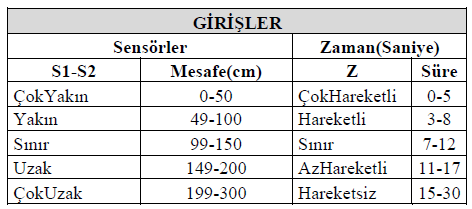 GİRİŞLER
Sensörler Zaman(Saniye)
S1-S2 Mesafe(cm) Z Süre
ÇokYakın 0-50 ÇokHareketli 0-5
Yakın 49-100 Hareketli 3-8
Sınır 99-150 Sınır 7-12
Uzak 149-200 AzHareketli 11-17
ÇokUzak 199-300 Hareketsiz 15-30